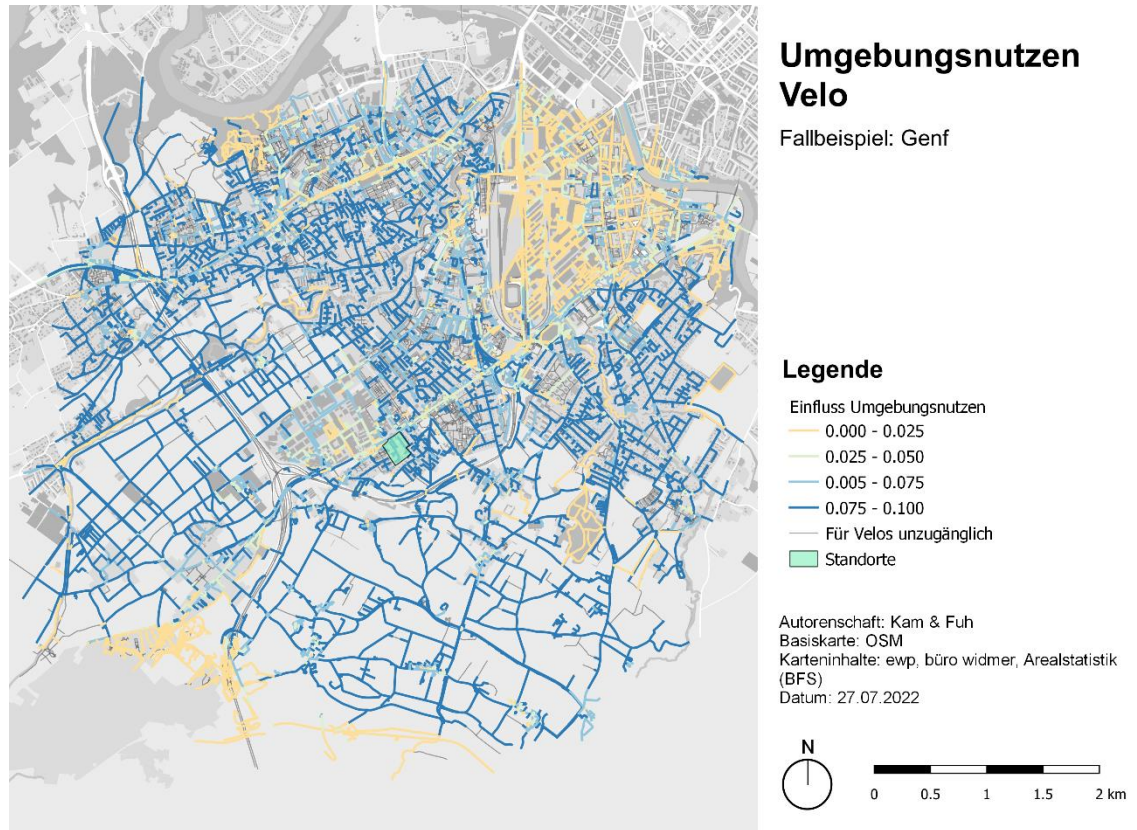 Umgebungsnutzen
Velo
Fallbeispiel: Genf
Legende
Einfluss Umgebungsnutzen
0.000 - 0.025
0.025 - 0.050
0.005 - 0.075
0.075 - 0.100
Für Velos unzugänglich
Standorte
Autorenschaft: Kam & Fuh
Basiskarte: OSM
Karteninhalte: ewp, büro widmer, Arealstatistik
(BFS)
Datum: 27.07.2022
N
0 0.5 1 1.5 2 km